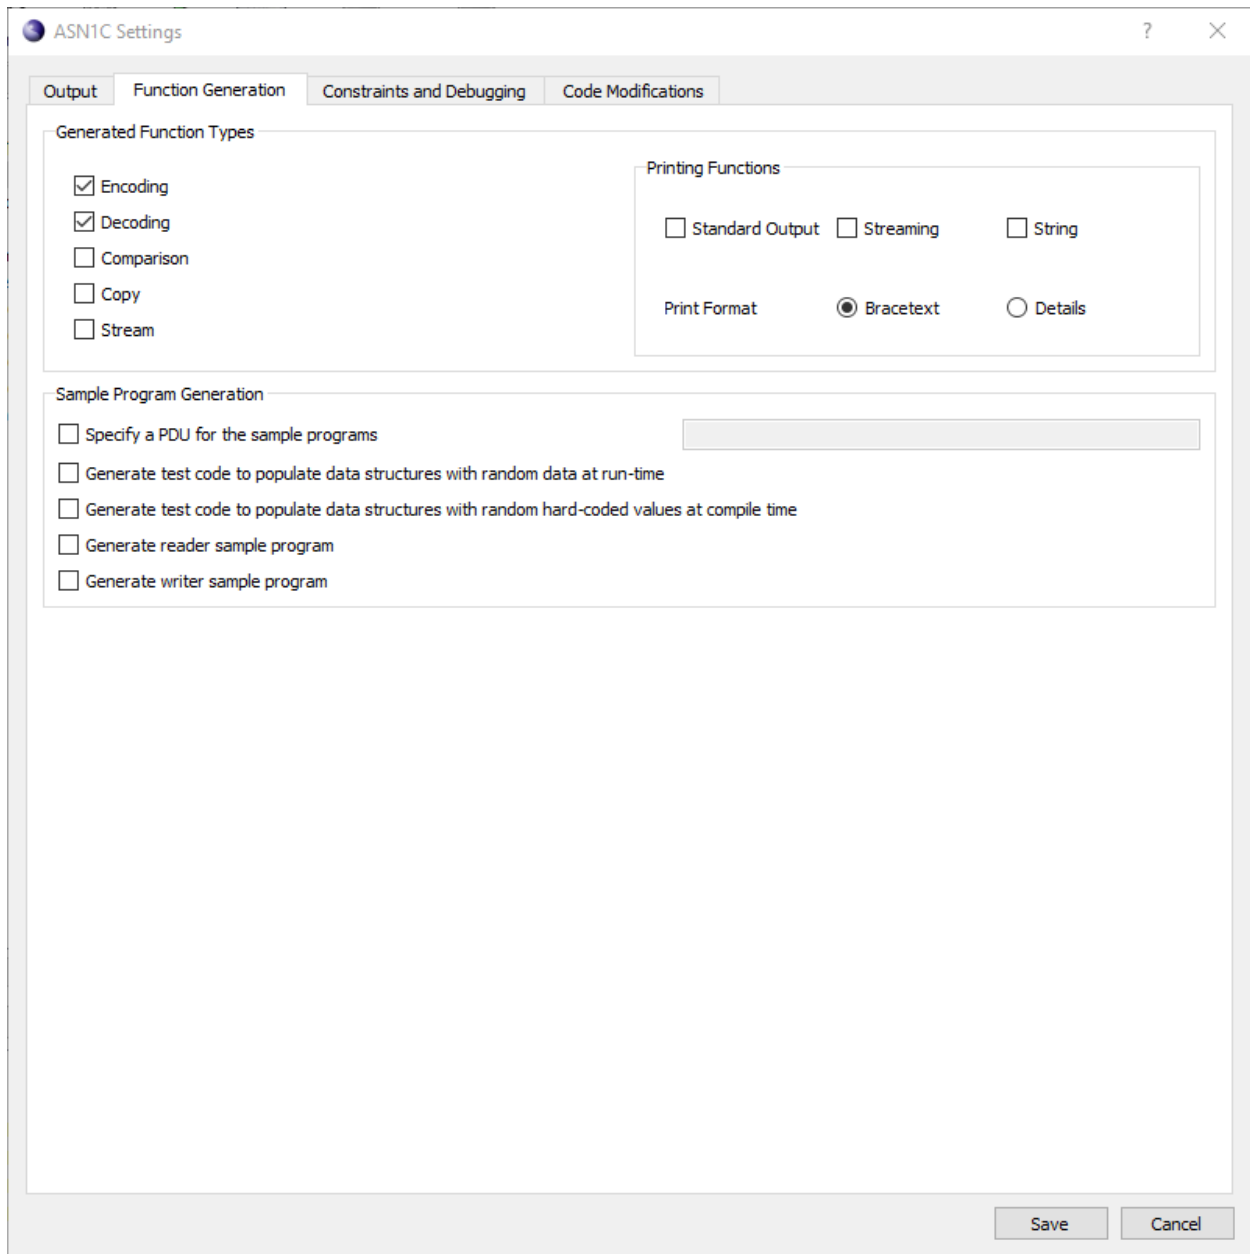 ASN1C Settings
?
Output Function Generation Constraints and Debugging Code Modifications
Generated Function Types
Encoding
Decoding
Comparison
Copy
Stream
Printing Functions
Standard Output Streaming String
Print Format Bracetext Details
Sample Program Generation
Specify a PDU for the sample programs
Generate test code to populate data structures with random data at run-time
Generate test code to populate data structures with random hard-coded values at compile time
Generate reader sample program
Generate writer sample program
Save Cancel